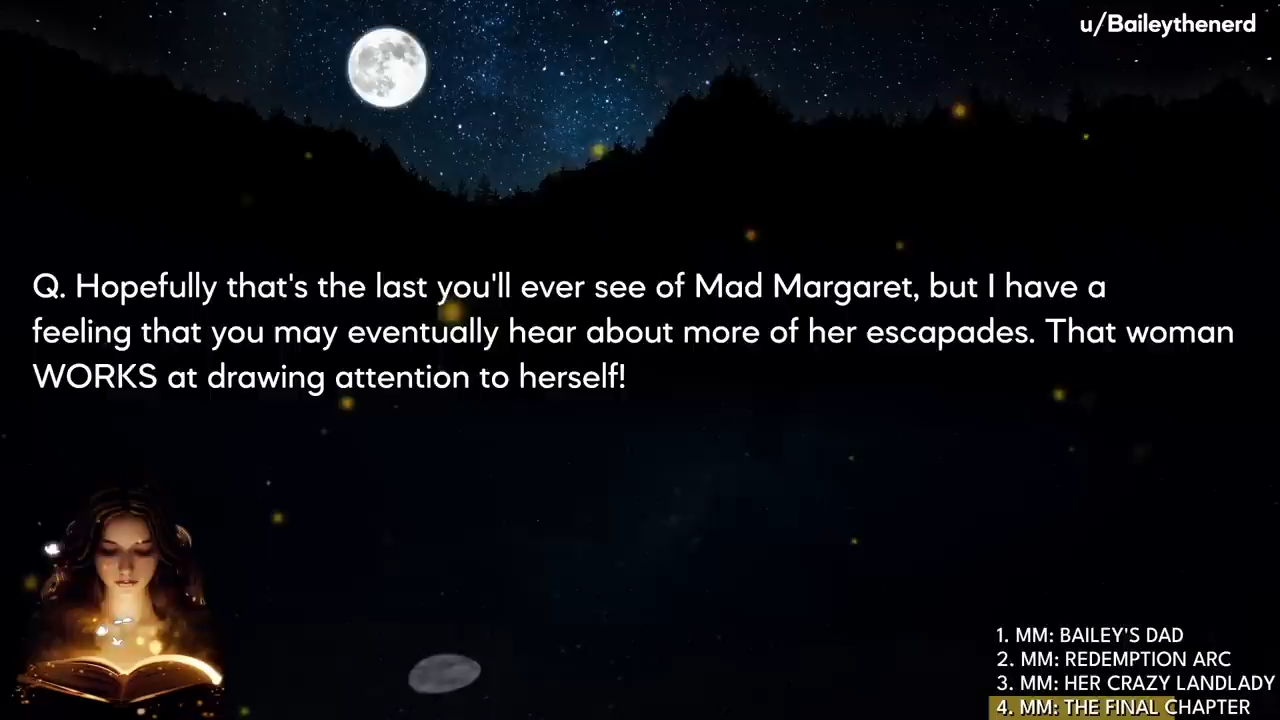 u/Baileythenerd
Q. Hopefully that's the last you'll ever see of Mad Margaret, but I have a
feeling that you may eventually hear about more of her escapades. That woman
WORKS at drawing attention to herself!
1. MM: BAILEY'S DAD
2. MM: REDEMPTION ARC
3. MM: HER CRAZY LANDLADY
4. MM: THE FINAL CHAPTER